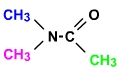 CH₃ O
N-C
CH₃ CH₃